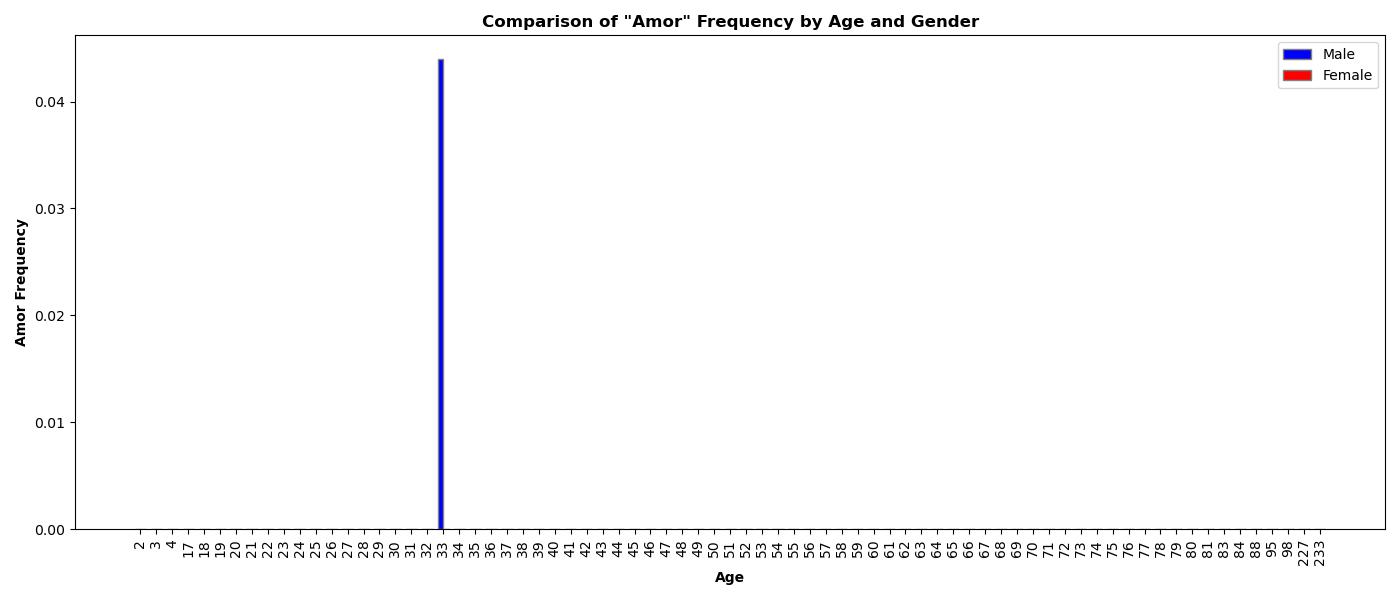 Comparison of "Amor" Frequency by Age and Gender
Male
Female
Amor Frequency
0.04
0.03
0.02
0.01
0.00
2 3 4 17 18 19 20 21 22 23 24 25 26 27 28 29 30 31 32 33 34 35 36 37 38 39 40 41 42 43 44 45 46 47 48 49 50 51 52 53 54 55 56 57 58 59 60 61 62 63 64 65 66 67 68 69 70 71 72 73 74 75 76 77 78 79 80 81 83 84 88 95 98 227 233
Age